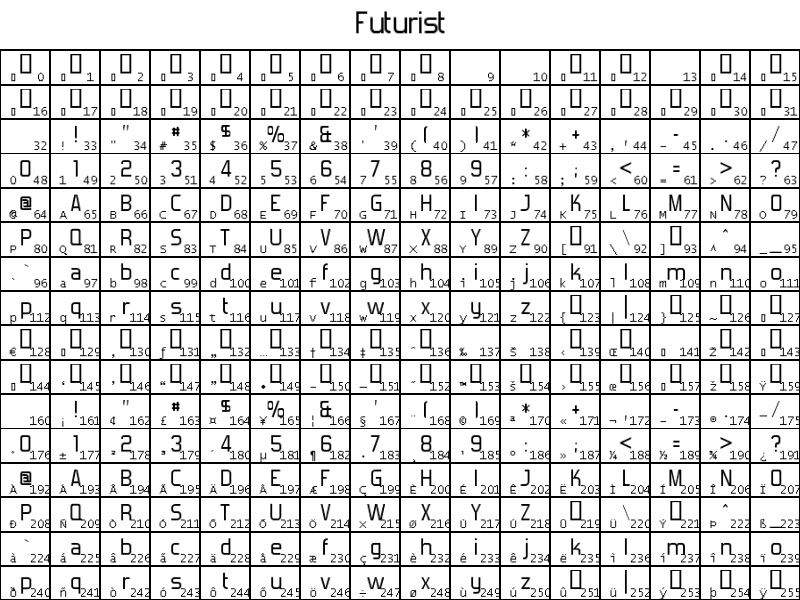 Futurist
0 1 2 3 4 5 6 7 8 9 10 11 12 13 14 15
16 17 18 19 20 21 22 23 24 25 26 27 28 29 30 31
32 ! ! 33 " " 34 # # 35 $ $ 36 % % 37 & & 38 ' ' 39 ( ( 40 ) | 41 * * 42 + + 43 , , 44 - - 45 . . 46 / / 47
0 0 48 1 1 49 2 2 50 3 3 51 4 4 52 5 5 53 6 6 54 7 7 55 8 8 56 9 9 57 : : 58 ; ; 59 < < 60 = = 61 > > 62 ? ? 63
@ @ 64 A A 65 B B 66 C C 67 D D 68 E E 69 F F 70 G G 71 H H 72 I I 73 J J 74 K K 75 L L 76 M M 77 N N 78 O O 79
P P 80 Q Q 81 R R 82 S S 83 T T 84 U U 85 V V 86 W W 87 X X 88 Y Y 89 Z Z 90 [ 91 \ \ 92 ] 93 ^ ^ 94 _ _ 95
` ` 96 a a 97 b b 98 c c 99 d d 100 e e 101 f f 102 g g 103 h h 104 i i 105 j j 106 k k 107 l l 108 m m 109 n n 110 o o 111
p p 112 q q 113 r r 114 s s 115 t t 116 u u 117 v v 118 w w 119 x x 120 y y 121 z z 122 { 123 | | 124 } 125 ~ 126 127
€ 128 129 ‚ 130 ƒ 131 „ 132 … 133 † 134 ‡ 135 ˆ 136 ‰ 137 Š 138 ‹ 139 Œ 140 141 Ž 142 143
144 ‘ 145 ’ 146 “ 147 ” 148 • 149 – 150 — 151 ˜ 152 ™ 153 š 154 › 155 œ 156 157 ž 158 Ÿ 159
160 ¡ ! 161 ¢ " 162 £ # 163 ¤ $ 164 ¥ % 165 ¦ & 166 § ' 167 ¨ ( 168 © | 169 ª * 170 « + 171 ¬ , 172 - 173 ® . 174 ¯ / 175
° 0 176 ± 1 177 ² 2 178 ³ 3 179 ´ 4 180 µ 5 181 ¶ 6 182 · 7 183 ¸ 8 184 ¹ 9 185 º : 186 » ; 187 ¼ < 188 ½ = 189 ¾ > 190 ¿ ? 191
À @ 192 Á A 193 Â B 194 Ã C 195 Ä D 196 Å E 197 Æ F 198 Ç G 199 È H 200 É I 201 Ê J 202 Ë K 203 Ì L 204 Í M 205 Î N 206 Ï O 207
Ð P 208 Ñ Q 209 Ò R 210 Ó S 211 Ô T 212 Õ U 213 Ö V 214 × W 215 Ø X 216 Ù Y 217 Ú Z 218 Û 219 Ü \ 220 Ý 221 Þ ^ 222 ß _ 223
à ` 224 á a 225 â b 226 ã c 227 ä d 228 å e 229 æ f 230 ç g 231 è h 232 é i 233 ê j 234 ë k 235 ì l 236 í m 237 î n 238 ï o 239
ð p 240 ñ q 241 ò r 242 ó s 243 ô t 244 õ u 245 ö v 246 ÷ w 247 ø x 248 ù y 249 ú z 250 û 251 ü | 252 ý 253 þ 254 ÿ 255